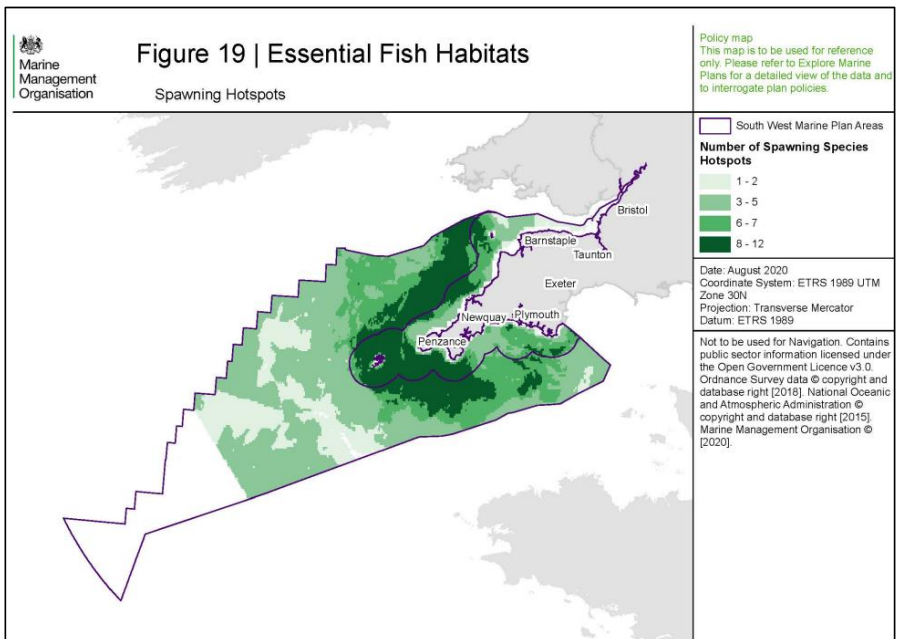 Marine
Management
Organisation
Figure 19 | Essential Fish Habitats
Spawning Hotspots
Policy map
This map is to be used for reference
only. Please refer to Explore Marine
Plans for a detailed view of the data and
to interrogate plan policies.
South West Marine Plan Areas
Number of Spawning Species
Hotspots
1 - 2
3 - 5
6 - 7
8 - 12
Date: August 2020
Coordinate System: ETRS 1989 UTM
Zone 30N
Projection: Transverse Mercator
Datum: ETRS 1989
Not to be used for Navigation. Contains
public sector information licensed under
the Open Government Licence v3.0.
Ordnance Survey data © copyright and
database right [2018]. National Oceanic
and Atmospheric Administration ©
copyright and database right [2015].
Marine Management Organisation ©
[2020].
Bristol
Barnstaple
Taunton
Exeter
Newquay
Plymouth
Penzance